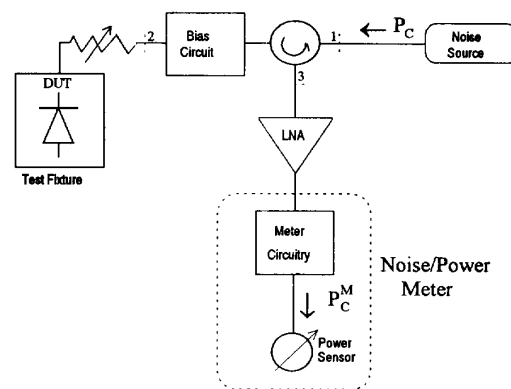 2
Bias
Circuit
1
P_C
Noise
Source
3
DUT
Test Fixture
LNA
Meter
Circuitry
Noise/Power
Meter
P_C^M
Power
Sensor